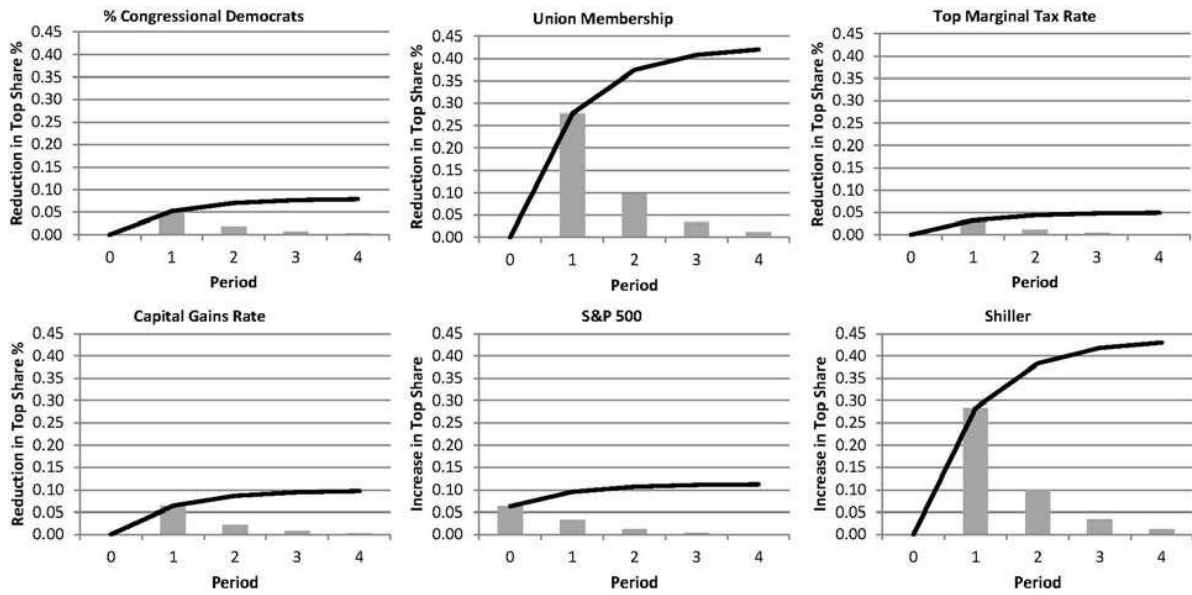 % Congressional Democrats
Reduction in Top Share %
0.45
0.40
0.35
0.30
0.25
0.20
0.15
0.10
0.05
0.00
0 1 2 3 4
Period
Union Membership
Reduction in Top Share %
0.45
0.40
0.35
0.30
0.25
0.20
0.15
0.10
0.05
0.00
0 1 2 3 4
Period
Top Marginal Tax Rate
Reduction in Top Share %
0.45
0.40
0.35
0.30
0.25
0.20
0.15
0.10
0.05
0.00
0 1 2 3 4
Period
Capital Gains Rate
Reduction in Top Share %
0.45
0.40
0.35
0.30
0.25
0.20
0.15
0.10
0.05
0.00
0 1 2 3 4
Period
S&P 500
Increase in Top Share
0.45
0.40
0.35
0.30
0.25
0.20
0.15
0.10
0.05
0.00
0 1 2 3 4
Period
Shiller
Increase in Top Share
0.45
0.40
0.35
0.30
0.25
0.20
0.15
0.10
0.05
0.00
0 1 2 3 4
Period